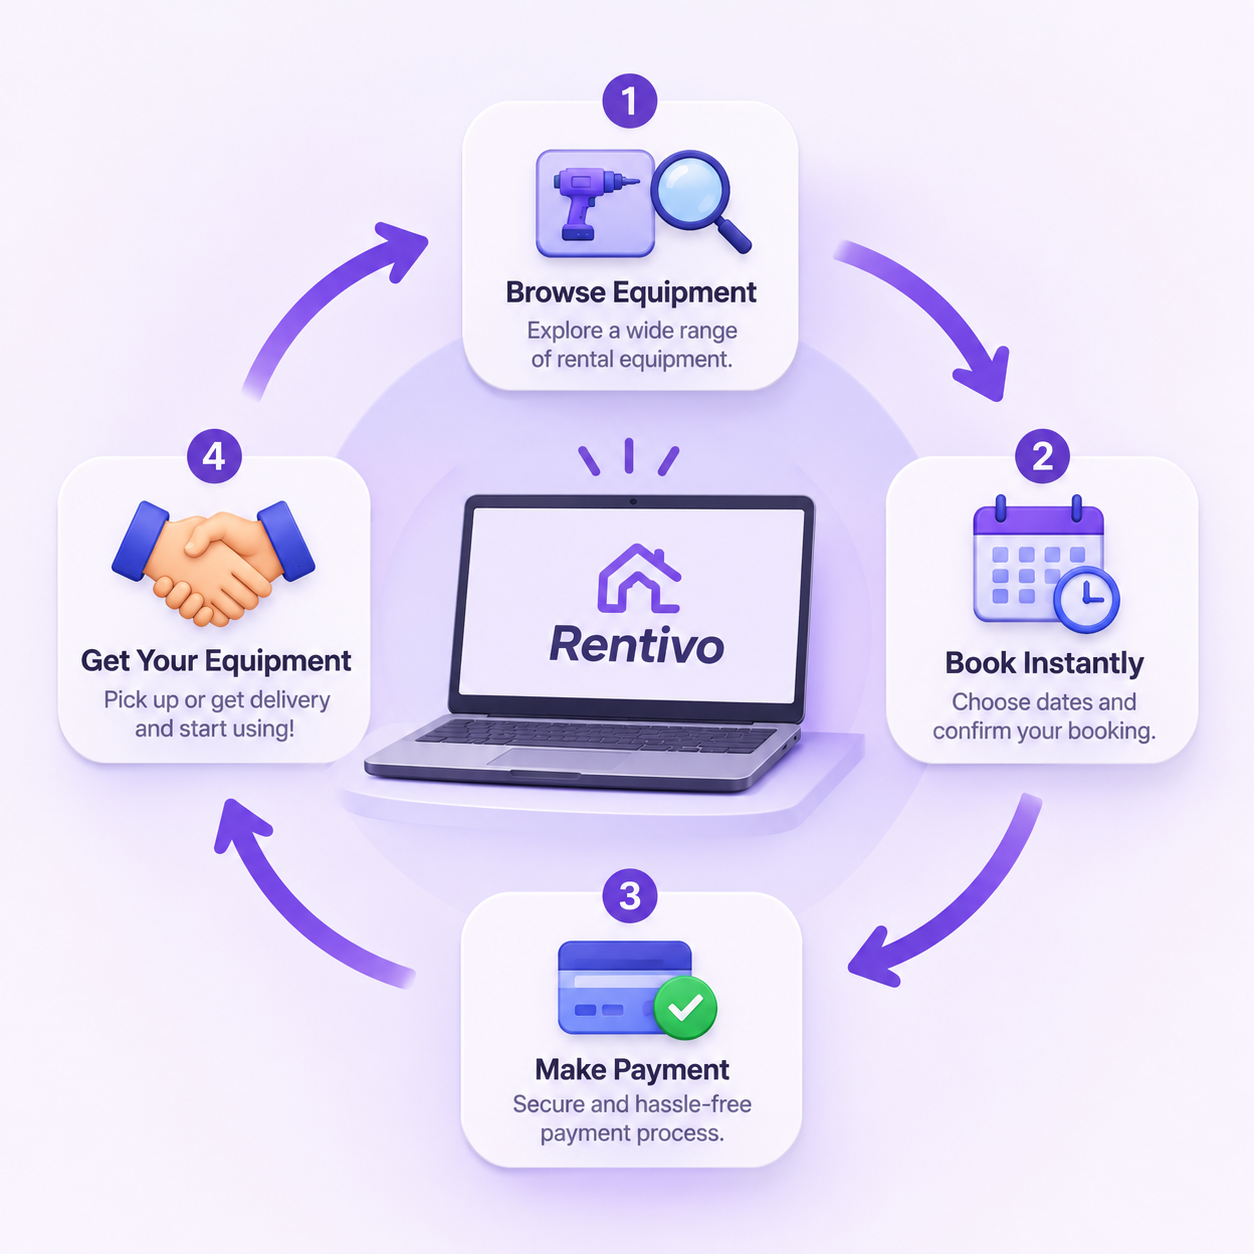 1
Browse Equipment
Explore a wide range
of rental equipment.
2
Book Instantly
Choose dates and
confirm your booking.
3
Make Payment
Secure and hassle-free
payment process.
4
Get Your Equipment
Pick up or get delivery
and start using!
Rentivo